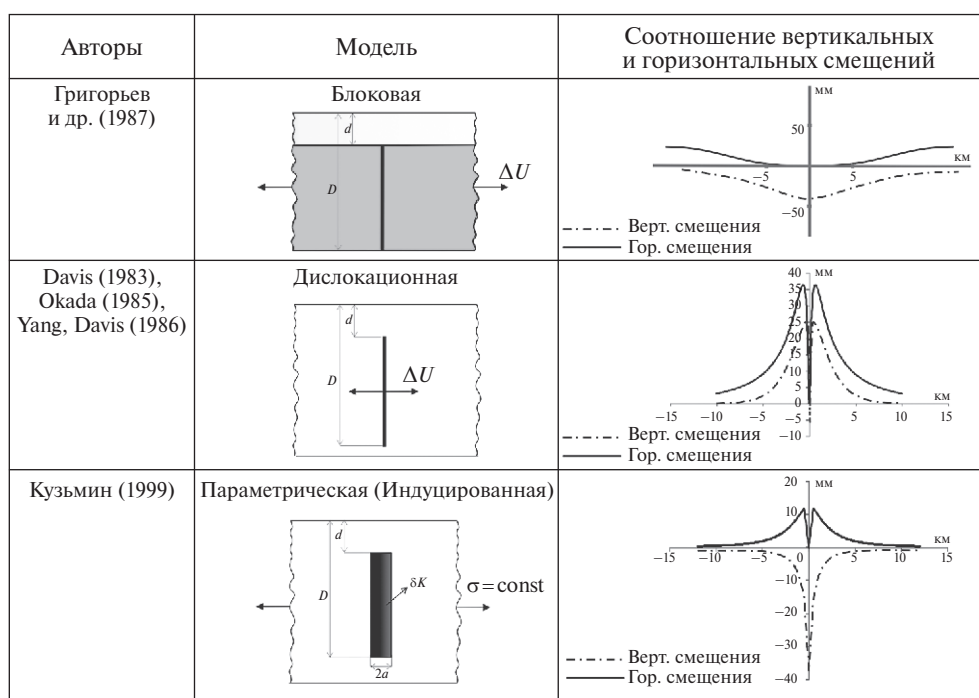 Авторы
Модель
Соотношение вертикальных
и горизонтальных смещений
Григорьев
и др. (1987)
Блоковая
d
D
ΔU
мм
50
км
−5
5
−50
Верт. смещения
Гор. смещения
Davis (1983),
Okada (1985),
Yang, Davis (1986)
Дислокационная
d
D
ΔU
40
мм
35
30
25
20
15
10
5
0
км
−15
−10
−5
−5
5
10
15
−10
Верт. смещения
Гор. смещения
Кузьмин (1999)
Параметрическая (Индуцированная)
d
D
δK
σ = const
2a
20
мм
10
км
−15
−10
−5
0
5
10
15
−10
−20
−30
−40
Верт. смещения
Гор. смещения